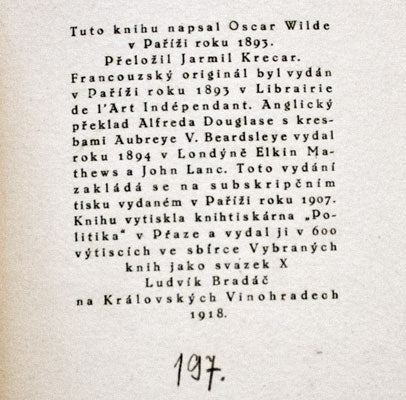 Tuto knihu napsal Oscar Wilde
v Paříži roku 1893.
Přeložil Jarmil Krecar.
Francouzský originál byl vydán
v Paříži roku 1893 v Librairie
de l'Art Indépendant. Anglický
překlad Alfreda Douglase s kres-
bami Aubreye V. Beardsleye vydal
roku 1894 v Londýně Elkin Ma-
thews a John Lanc. Toto vydání
zakládá se na subskripčním
tisku vydaném v Paříži roku 1907.
Knihu vytiskla knihtiskárna „Po-
litika“ v Přaze a vydal ji v 600
výtiscích ve sbírce Vybraných
knih jako svazek X
Ludvík Bradáč
na Královských Vinohradech
1918.
197.